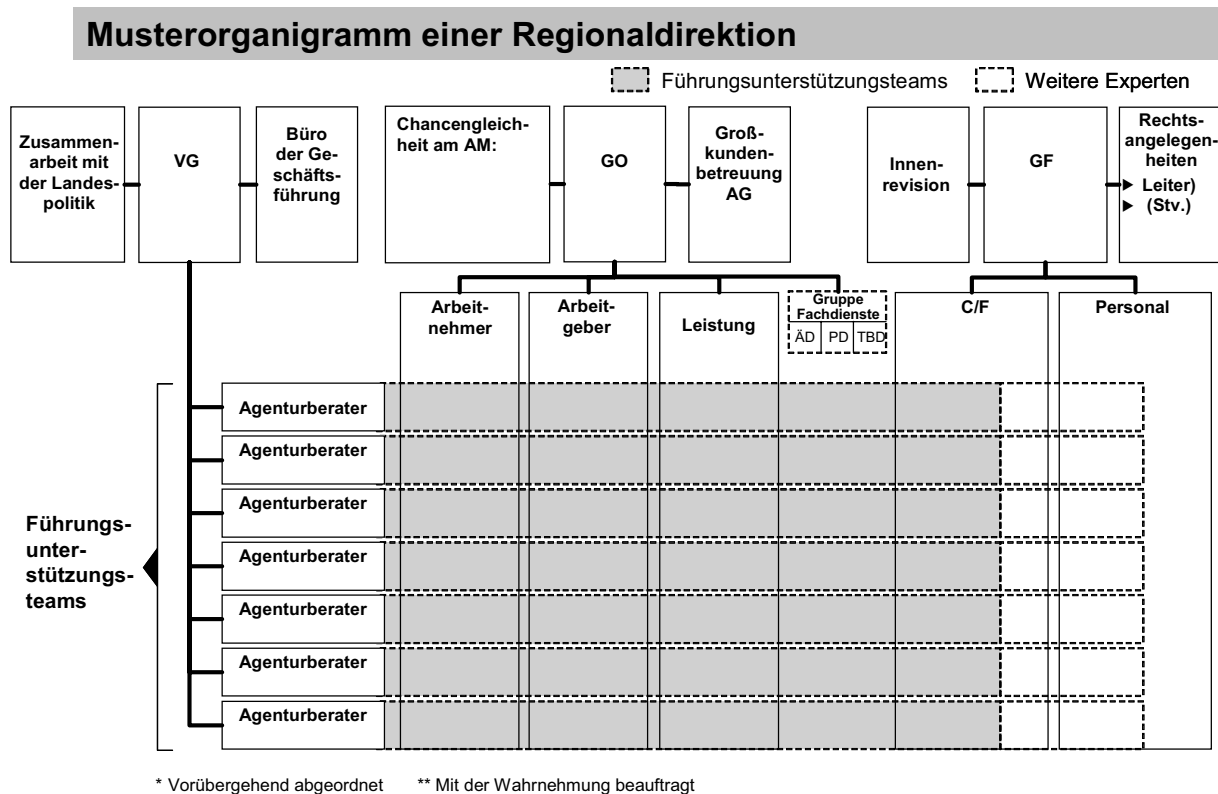 Musterorganigramm einer Regionaldirektion
Führungsunterstützungsteams
Weitere Experten
Zusammen-
arbeit mit
der Landes-
politik
VG
Büro
der Ge-
schäfts-
führung
Chancengleich-
heit am AM:
GO
Groß-
kunden-
betreuung
AG
Innen-
revision
GF
Rechts-
angelegen-
heiten
Leiter)
(Stv.)
Arbeit-
nehmer
Arbeit-
geber
Leistung
Gruppe
Fachdienste
ÄD PD TBD
C/F
Personal
Führungs-
unter-
stützungs-
teams
Agenturberater
Agenturberater
Agenturberater
Agenturberater
Agenturberater
Agenturberater
Agenturberater
* Vorübergehend abgeordnet ** Mit der Wahrnehmung beauftragt